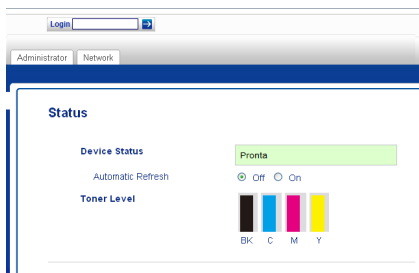 Login
Administrator Network
Status
Device Status Pronta
Automatic Refresh Off On
Toner Level
BK C M Y